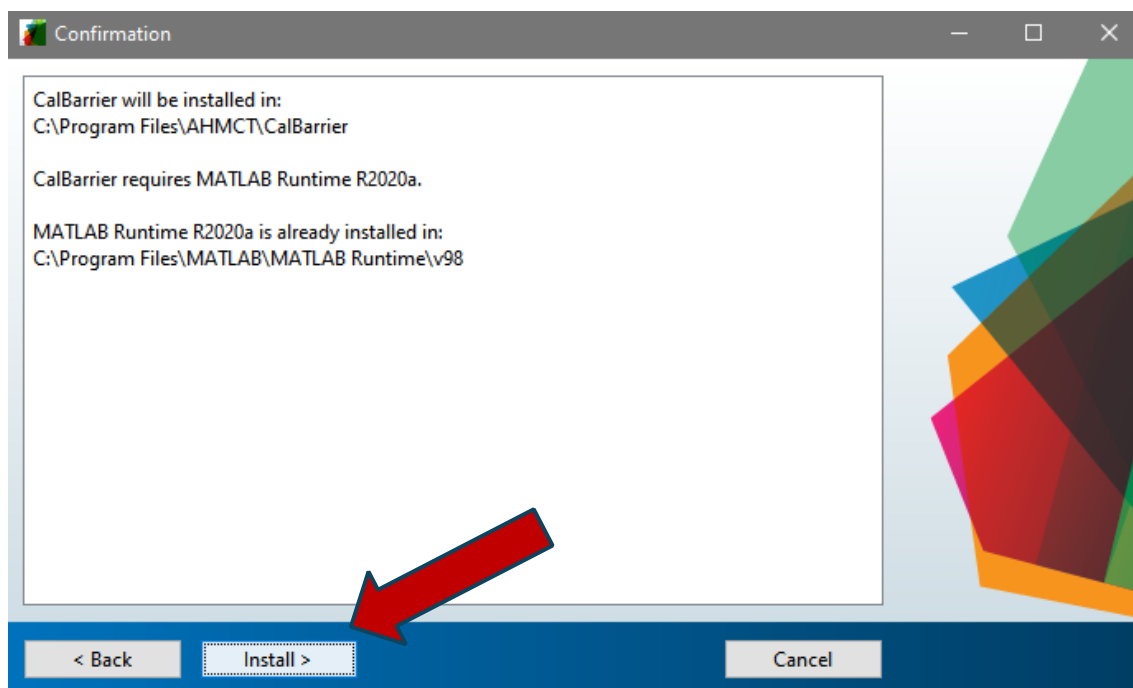 Confirmation
CalBarrier will be installed in:
C:\Program Files\AHMCT\CalBarrier
CalBarrier requires MATLAB Runtime R2020a.
MATLAB Runtime R2020a is already installed in:
C:\Program Files\MATLAB\MATLAB Runtime\v98
< Back
Install >
Cancel